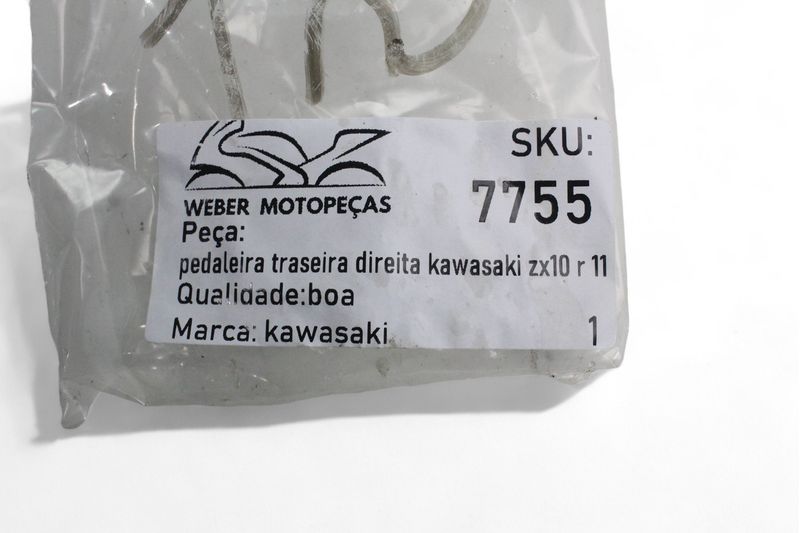 SKU:
7755
WEBER MOTOPEÇAS
Peça:
pedaleira traseira direita kawasaki zx10 r 11
Qualidade:boa
Marca: kawasaki
1